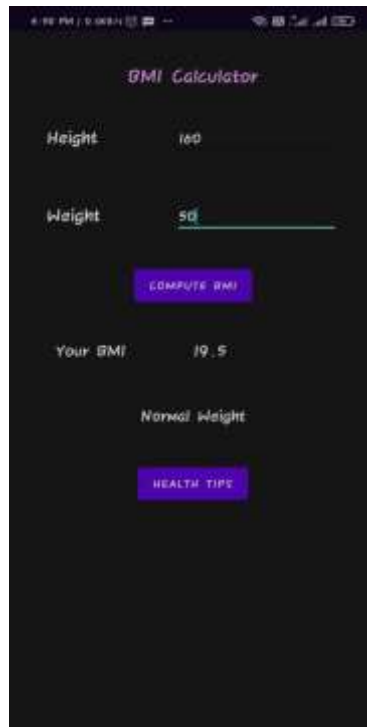 BMI Calculator
Height 160
Weight 50
COMPUTE BMI
Your BMI 19.5
Normal Weight
HEALTH TIPS